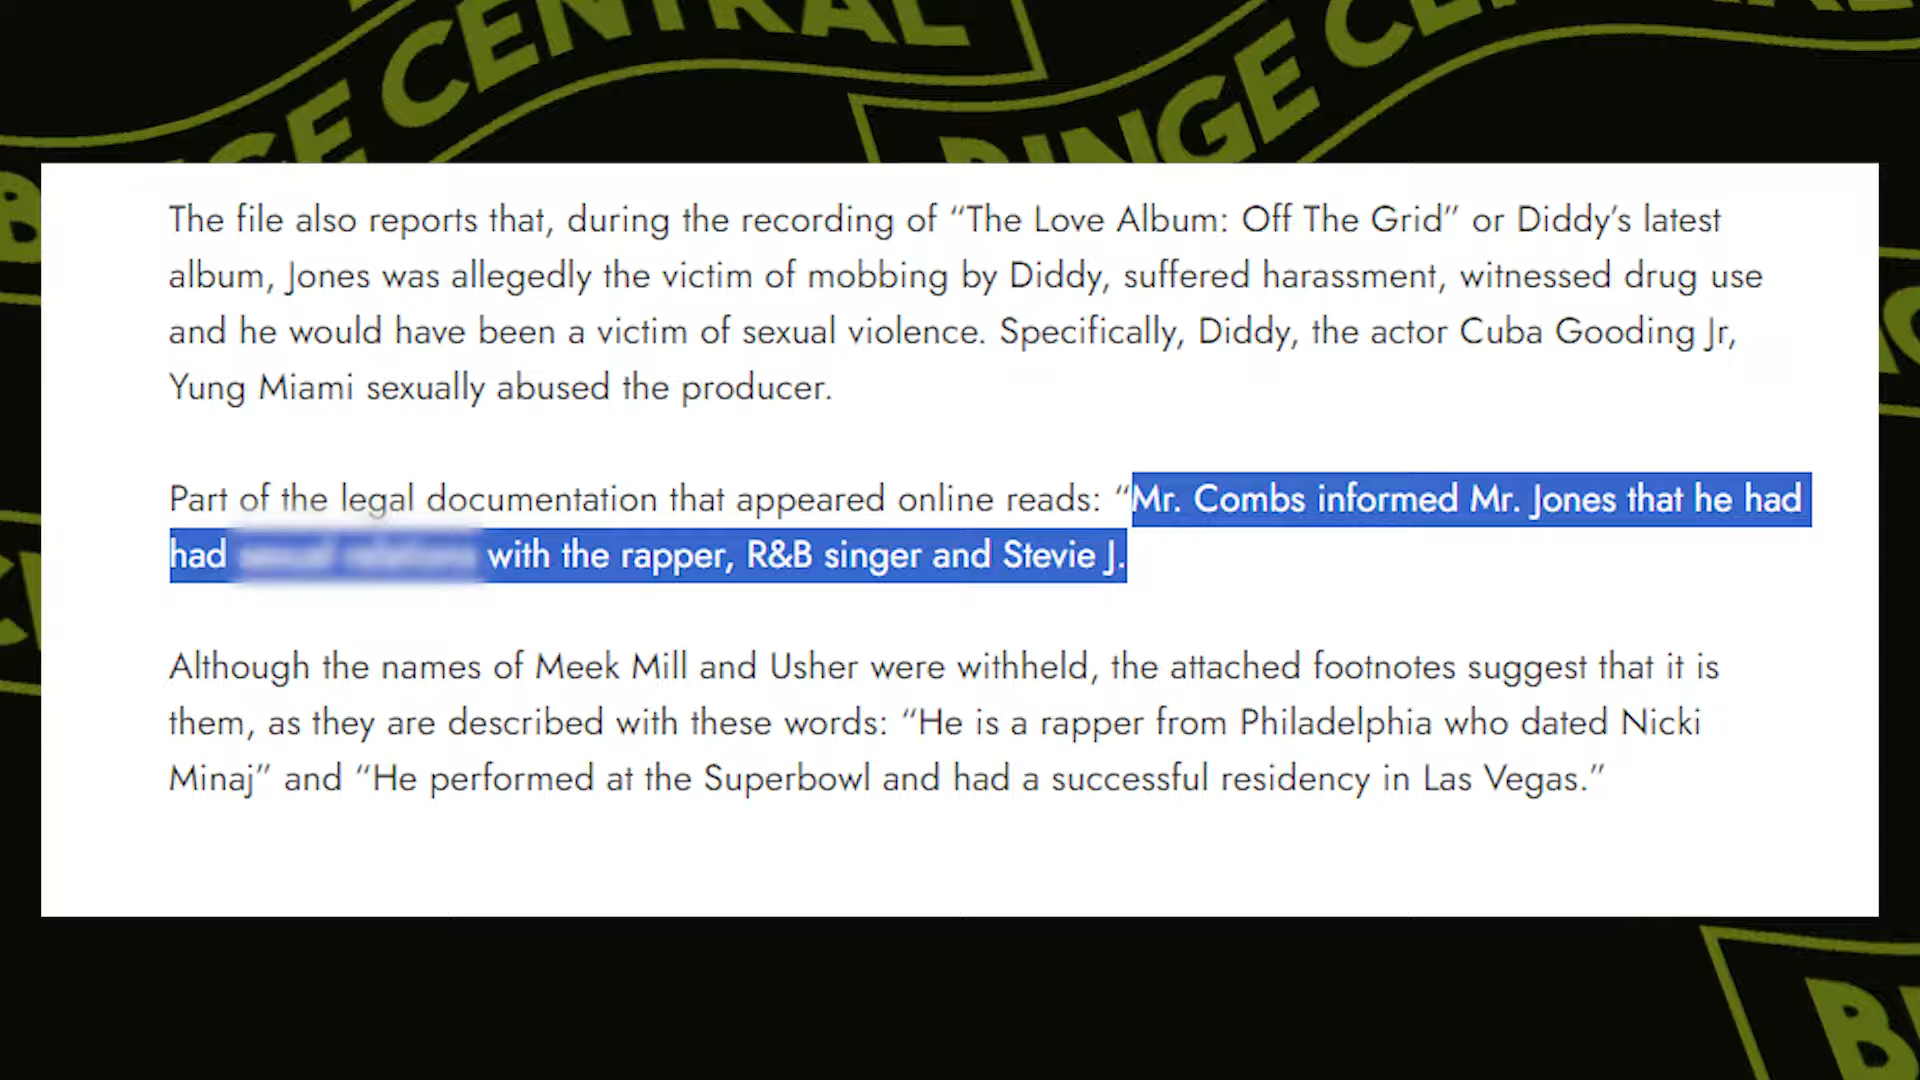 CENTRAL
BINGE
The file also reports that, during the recording of “The Love Album: Off The Grid” or Diddy’s latest
album, Jones was allegedly the victim of mobbing by Diddy, suffered harassment, witnessed drug use
and he would have been a victim of sexual violence. Specifically, Diddy, the actor Cuba Gooding Jr,
Yung Miami sexually abused the producer.
Part of the legal documentation that appeared online reads: “Mr. Combs informed Mr. Jones that he had
had with the rapper, R&B singer and Stevie J.
Although the names of Meek Mill and Usher were withheld, the attached footnotes suggest that it is
them, as they are described with these words: “He is a rapper from Philadelphia who dated Nicki
Minaj” and “He performed at the Superbowl and had a successful residency in Las Vegas.”